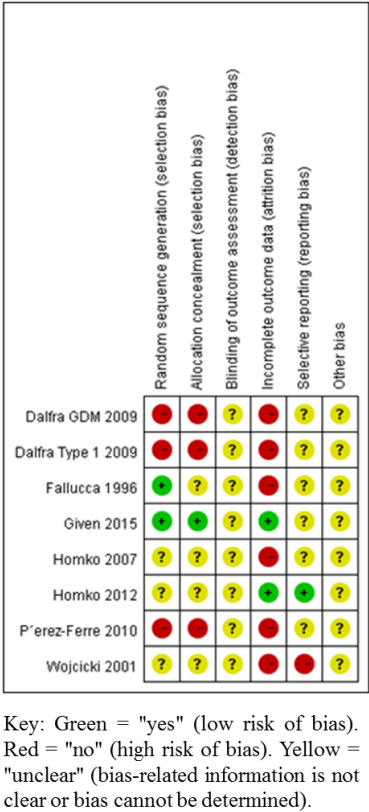 Random sequence generation (selection bias)
Allocation concealment (selection bias)
Blinding of outcome assessment (detection bias)
Incomplete outcome data (attrition bias)
Selective reporting (reporting bias)
Other bias
Dalfra GDM 2009 - - ? - ? ?
Dalfra Type 1 2009 - - ? - ? ?
Fallucca 1996 + ? ? - ? ?
Given 2015 + + ? + ? ?
Homko 2007 ? ? ? - ? ?
Homko 2012 ? ? ? + + ?
P´erez-Ferre 2010 - - ? - ? ?
Wojcicki 2001 ? ? ? - - ?
Key: Green = "yes" (low risk of bias).
Red = "no" (high risk of bias). Yellow =
"unclear" (bias-related information is not
clear or bias cannot be determined).